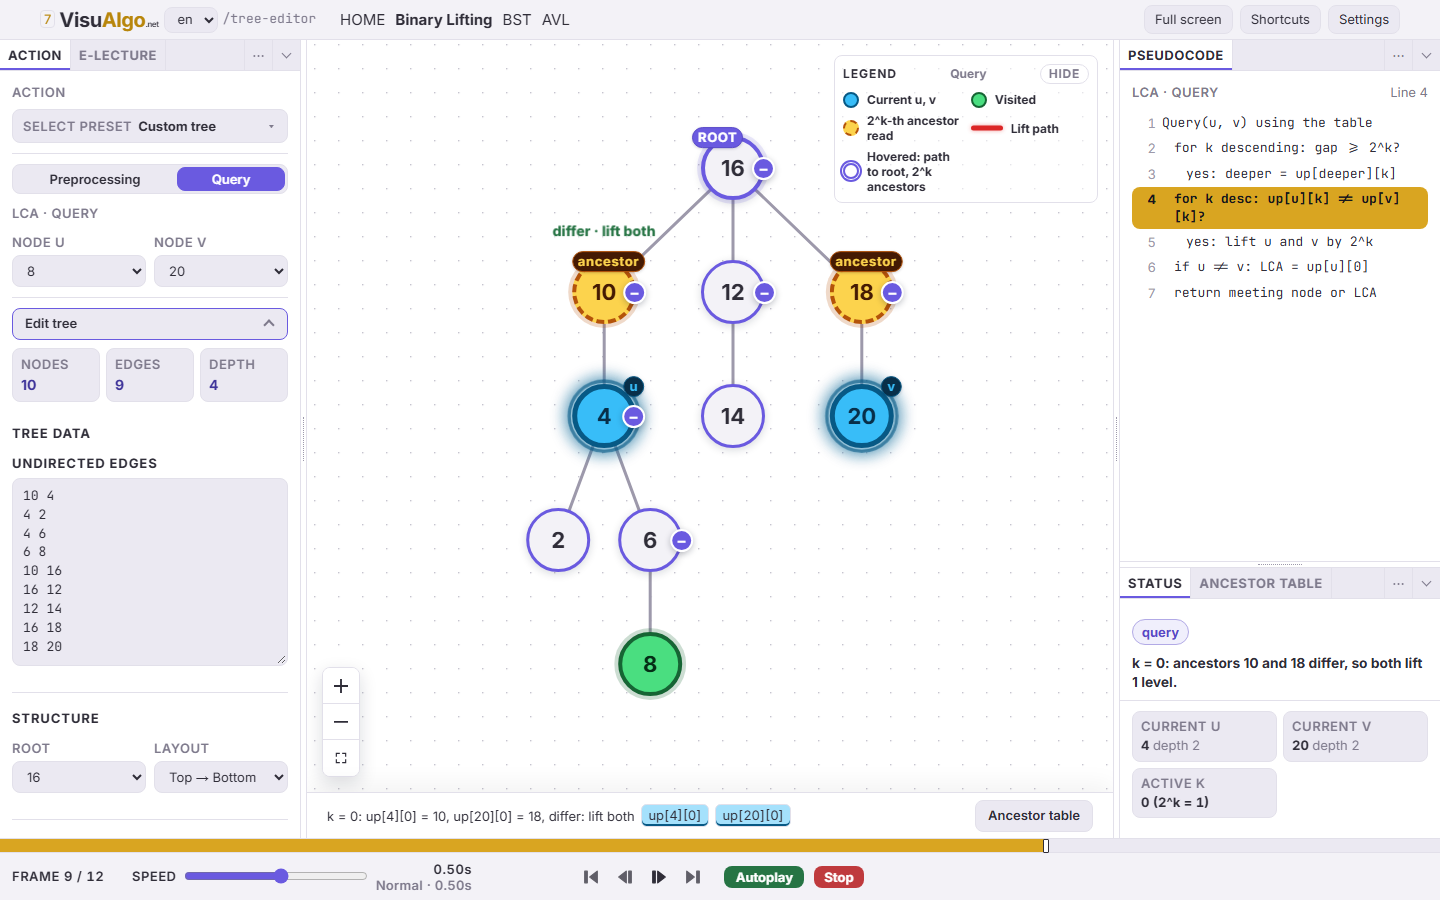 7 VisuAlgo.net en /tree-editor HOME Binary Lifting BST AVL Full screen Shortcuts Settings
ACTION E-LECTURE
ACTION
SELECT PRESET Custom tree
Preprocessing Query
LCA · QUERY
NODE U NODE V
8 20
Edit tree
NODES EDGES DEPTH
10 9 4
TREE DATA
UNDIRECTED EDGES
10 4
4 2
4 6
6 8
10 16
16 12
12 14
16 18
18 20
STRUCTURE
ROOT LAYOUT
16 Top → Bottom
LEGEND Query HIDE
Current u, v Visited
2^k-th ancestor read Lift path
Hovered: path to root, 2^k ancestors
ROOT
16
differ · lift both
ancestor ancestor
10 12 18
u v
4 14 20
2 6
8
k = 0: up[4][0] = 10, up[20][0] = 18, differ: lift both up[4][0] up[20][0] Ancestor table
PSEUDOCODE
LCA · QUERY Line 4
1 Query(u, v) using the table
2 for k descending: gap ⩾ 2^k?
3 yes: deeper = up[deeper][k]
4 for k desc: up[u][k] ≠ up[v]
[k]?
5 yes: lift u and v by 2^k
6 if u ≠ v: LCA = up[u][0]
7 return meeting node or LCA
STATUS ANCESTOR TABLE
query
k = 0: ancestors 10 and 18 differ, so both lift
1 level.
CURRENT U CURRENT V
4 depth 2 20 depth 2
ACTIVE K
0 (2^k = 1)
FRAME 9 / 12 SPEED 0.50s
Normal · 0.50s
Autoplay Stop